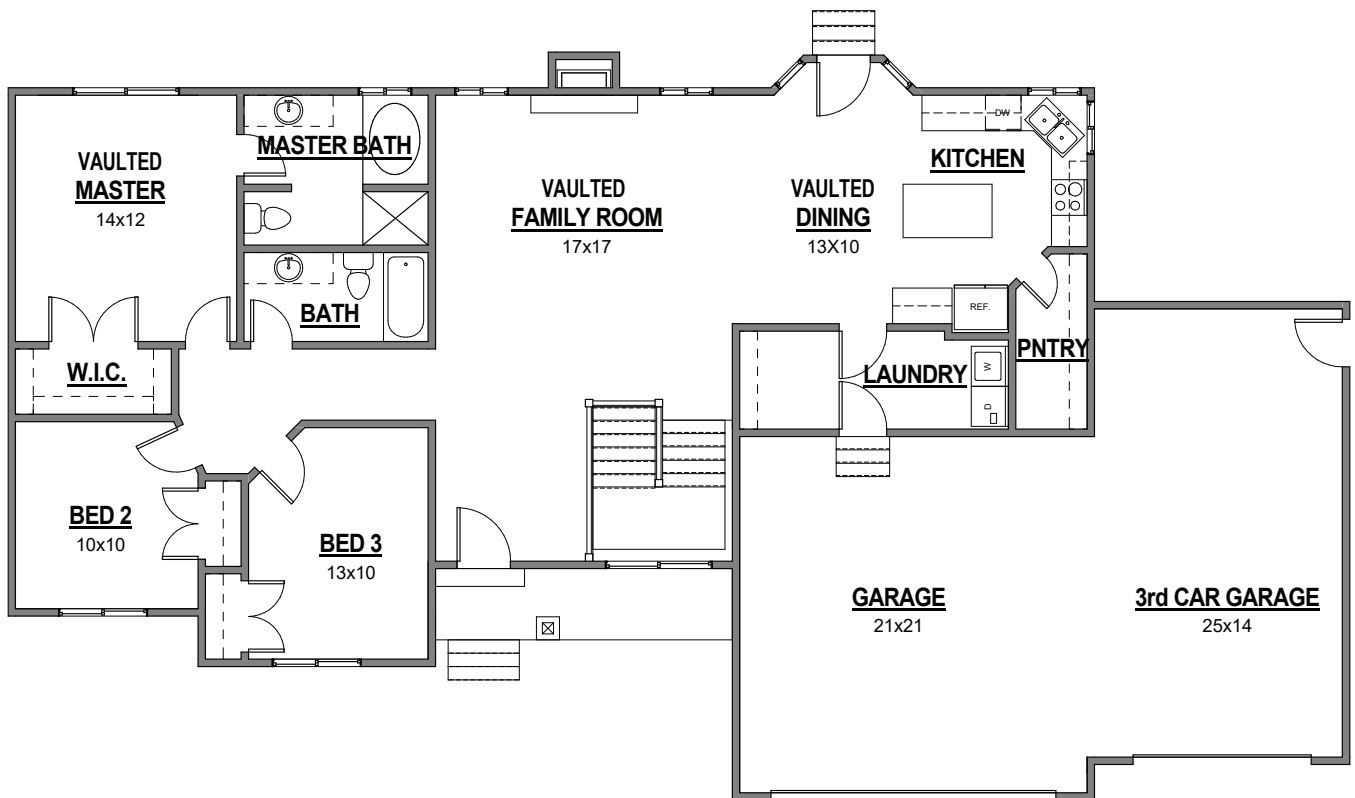 DW
MASTER BATH
VAULTED
MASTER
14x12
VAULTED
FAMILY ROOM
17x17
VAULTED
DINING
13X10
KITCHEN
BATH
REF.
W.I.C.
LAUNDRY
W
D
PNTRY
BED 2
10x10
BED 3
13x10
GARAGE
21x21
3rd CAR GARAGE
25x14